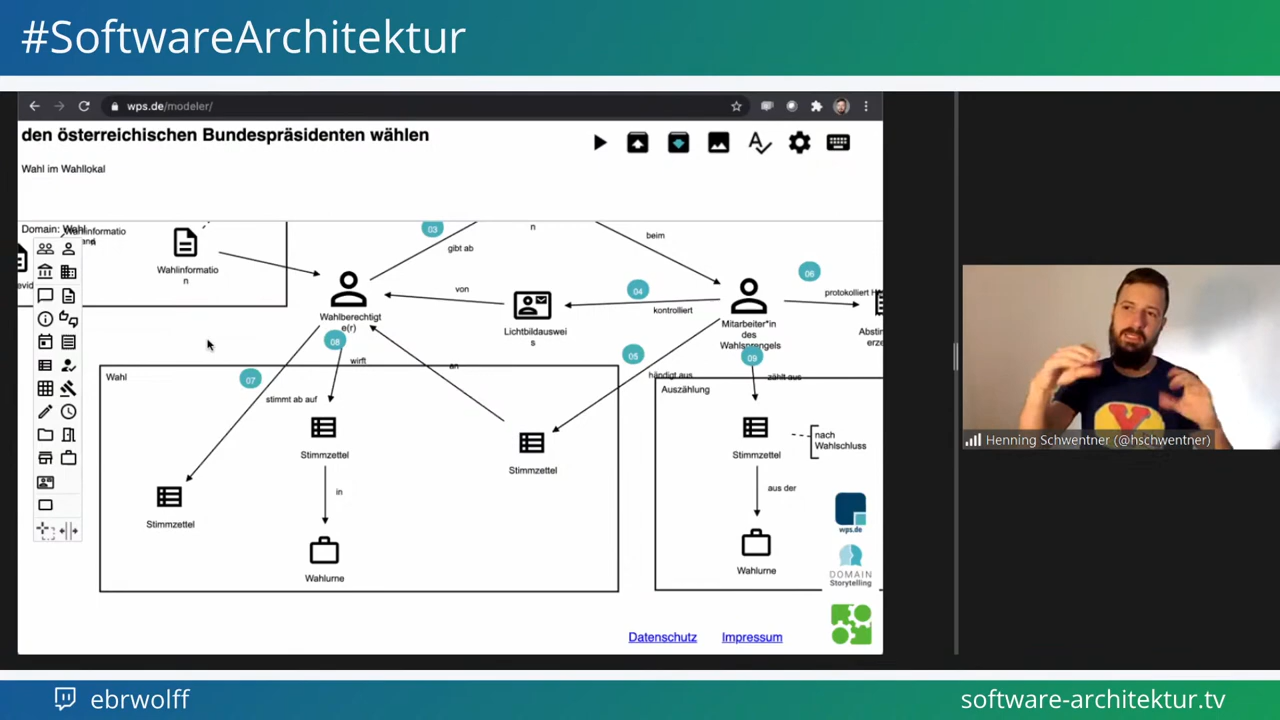 #SoftwareArchitektur
wps.de/modeler/
den österreichischen Bundespräsidenten wählen
Wahl im Wahllokal
Domain: Wahl
Wahlinformatio
Wahlinformatio
n
03
gibt ab
n
beim
06
protokolliert
von
04
kontrolliert
Wahlberechtigt
e(r)
Lichtbildauswei
s
Mitarbeiter*in
des
Wahlsprengels
08
wirft
an
05
händigt aus
09
zählt aus
07
stimmt ab auf
Wahl
Auszählung
Stimmzettel
Stimmzettel
Stimmzettel
nach
Wahlschluss
in
aus der
Stimmzettel
Wahlurne
Wahlurne
wps.de
DOMAIN
Storytelling
Datenschutz
Impressum
Henning Schwentner (@hschwentner)
ebrwolff
software-architektur.tv